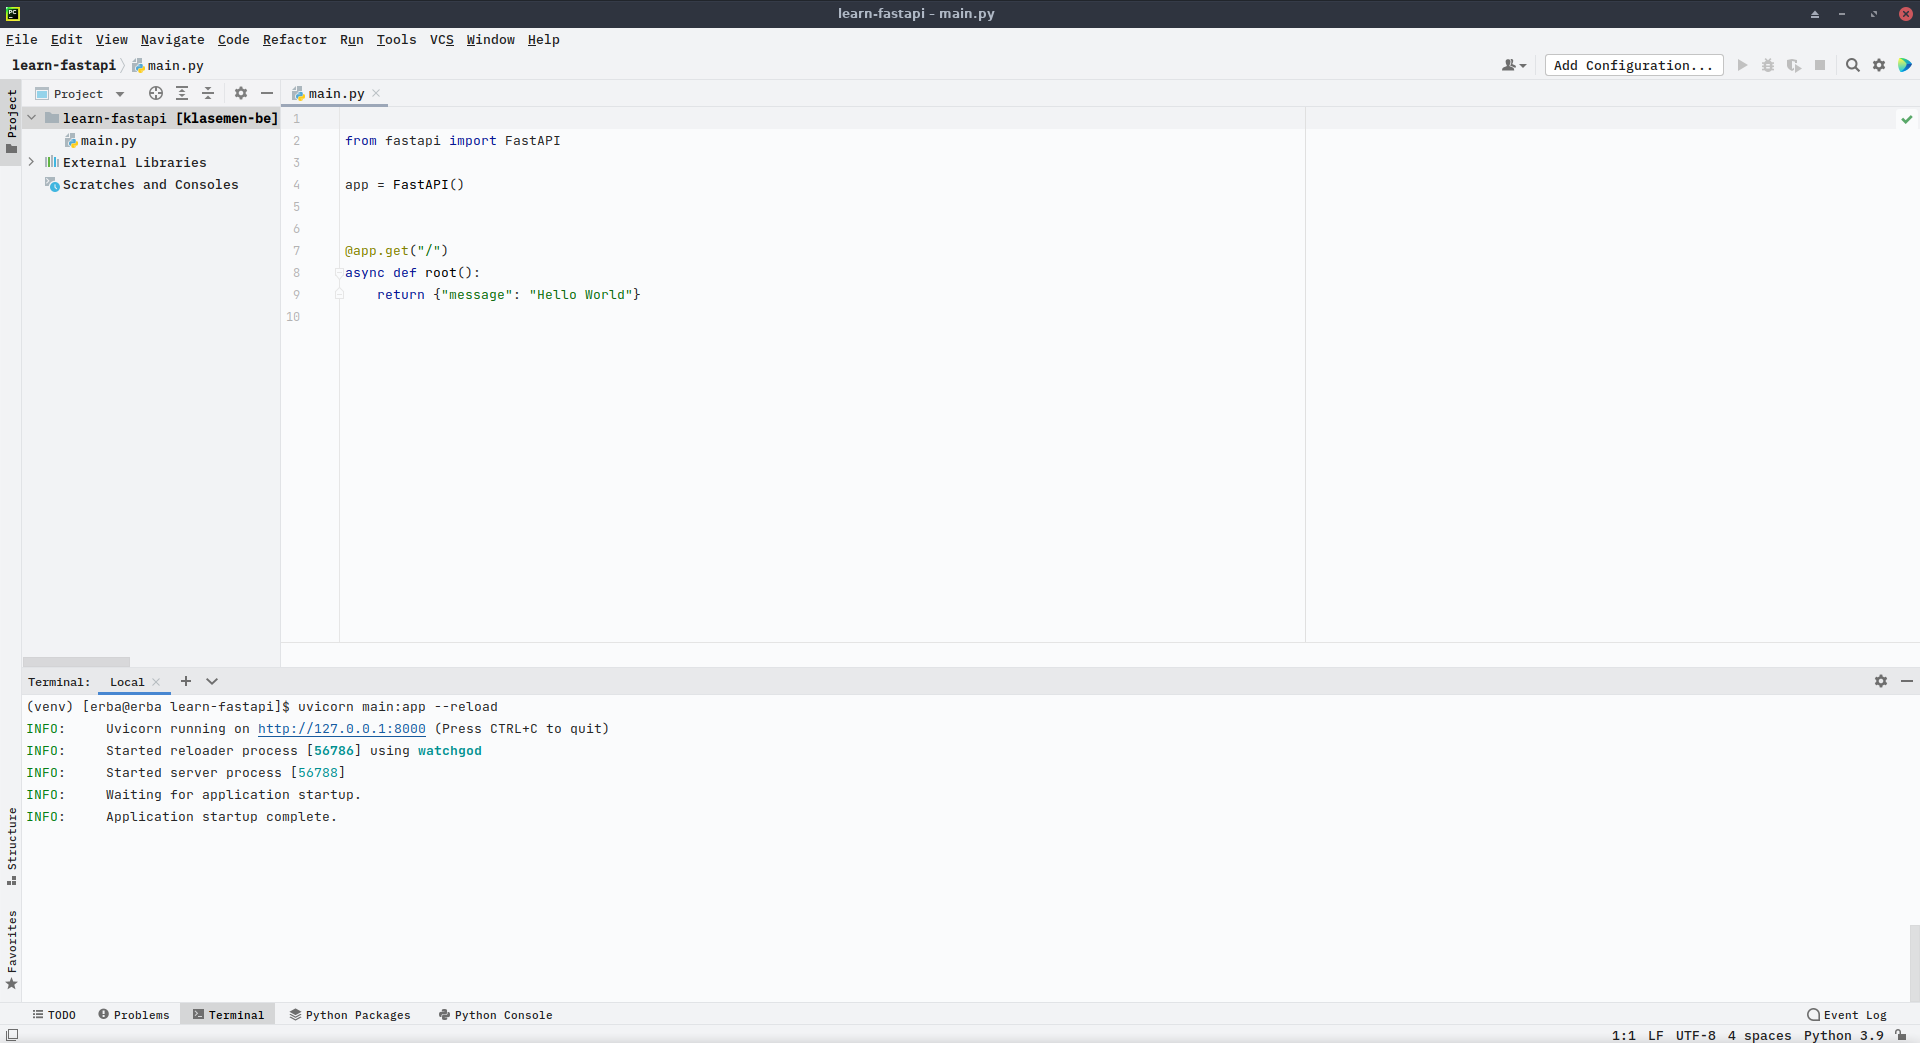 learn-fastapi – main.py
File Edit View Navigate Code Refactor Run Tools VCS Window Help
learn-fastapi main.py
Add Configuration...
Project
Project
main.py
learn-fastapi [klasemen-be]
main.py
External Libraries
Scratches and Consoles
1
2 from fastapi import FastAPI
3
4 app = FastAPI()
5
6
7 @app.get("/")
8 async def root():
9 return {"message": "Hello World"}
10
Terminal: Local
(venv) [erba@erba learn-fastapi]$ uvicorn main:app --reload
INFO: Uvicorn running on http://127.0.0.1:8000 (Press CTRL+C to quit)
INFO: Started reloader process [56786] using watchgod
INFO: Started server process [56788]
INFO: Waiting for application startup.
INFO: Application startup complete.
Structure
Favorites
TODO Problems Terminal Python Packages Python Console Event Log
1:1 LF UTF-8 4 spaces Python 3.9